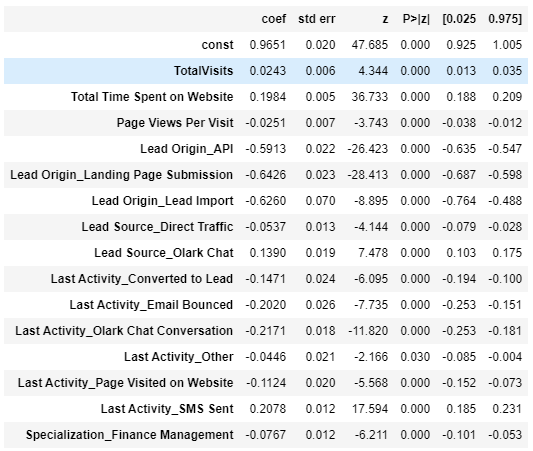 coef std err z P>|z| [0.025 0.975]
const 0.9651 0.020 47.685 0.000 0.925 1.005
TotalVisits 0.0243 0.006 4.344 0.000 0.013 0.035
Total Time Spent on Website 0.1984 0.005 36.733 0.000 0.188 0.209
Page Views Per Visit -0.0251 0.007 -3.743 0.000 -0.038 -0.012
Lead Origin_API -0.5913 0.022 -26.423 0.000 -0.635 -0.547
Lead Origin_Landing Page Submission -0.6426 0.023 -28.413 0.000 -0.687 -0.598
Lead Origin_Lead Import -0.6260 0.070 -8.895 0.000 -0.764 -0.488
Lead Source_Direct Traffic -0.0537 0.013 -4.144 0.000 -0.079 -0.028
Lead Source_Olark Chat 0.1390 0.019 7.478 0.000 0.103 0.175
Last Activity_Converted to Lead -0.1471 0.024 -6.095 0.000 -0.194 -0.100
Last Activity_Email Bounced -0.2020 0.026 -7.735 0.000 -0.253 -0.151
Last Activity_Olark Chat Conversation -0.2171 0.018 -11.820 0.000 -0.253 -0.181
Last Activity_Other -0.0446 0.021 -2.166 0.030 -0.085 -0.004
Last Activity_Page Visited on Website -0.1124 0.020 -5.568 0.000 -0.152 -0.073
Last Activity_SMS Sent 0.2078 0.012 17.594 0.000 0.185 0.231
Specialization_Finance Management -0.0767 0.012 -6.211 0.000 -0.101 -0.053